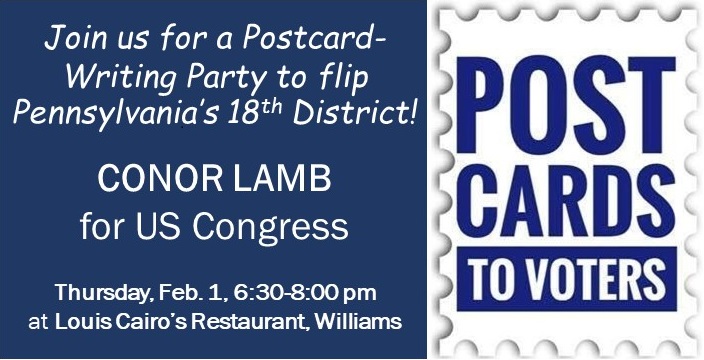 Join us for a Postcard-
Writing Party to flip
Pennsylvania's 18th District!
CONOR LAMB
for US Congress
Thursday, Feb. 1, 6:30-8:00 pm
at Louis Cairo's Restaurant, Williams
POST
CARDS
TO VOTERS